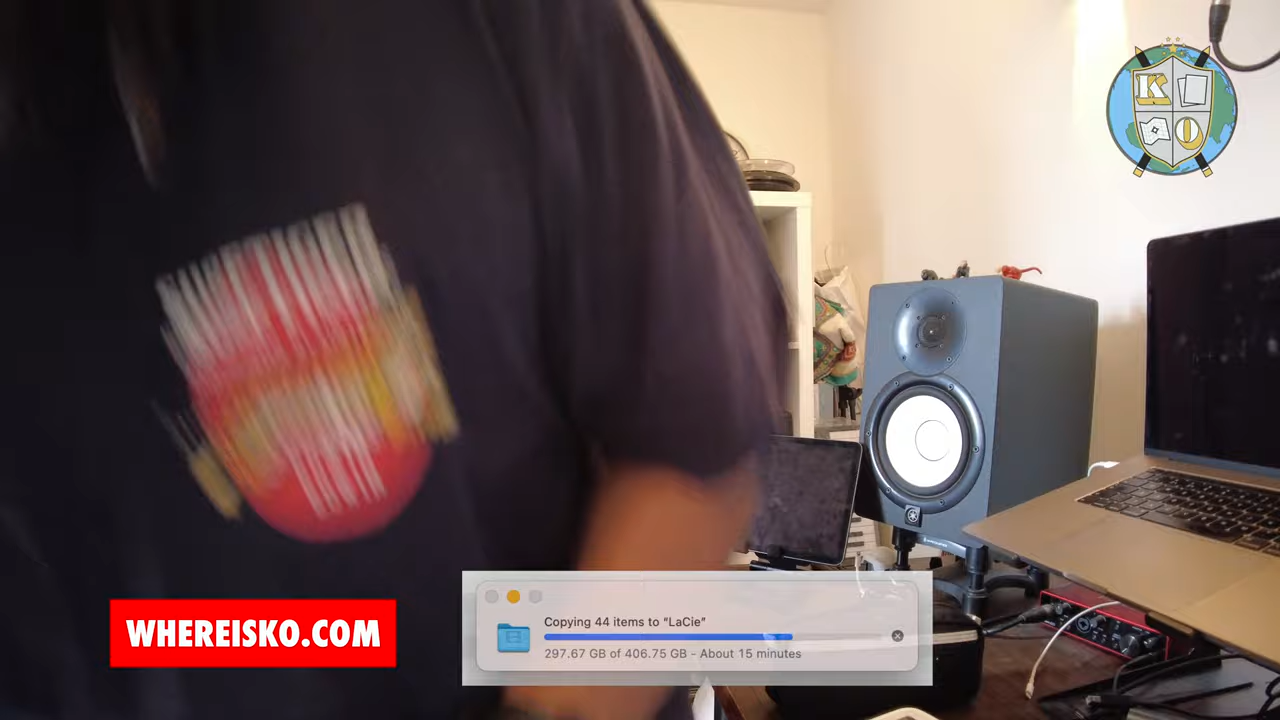 K
WHEREISKO.COM
Copying 44 items to “LaCie”
297.67 GB of 406.75 GB - About 15 minutes